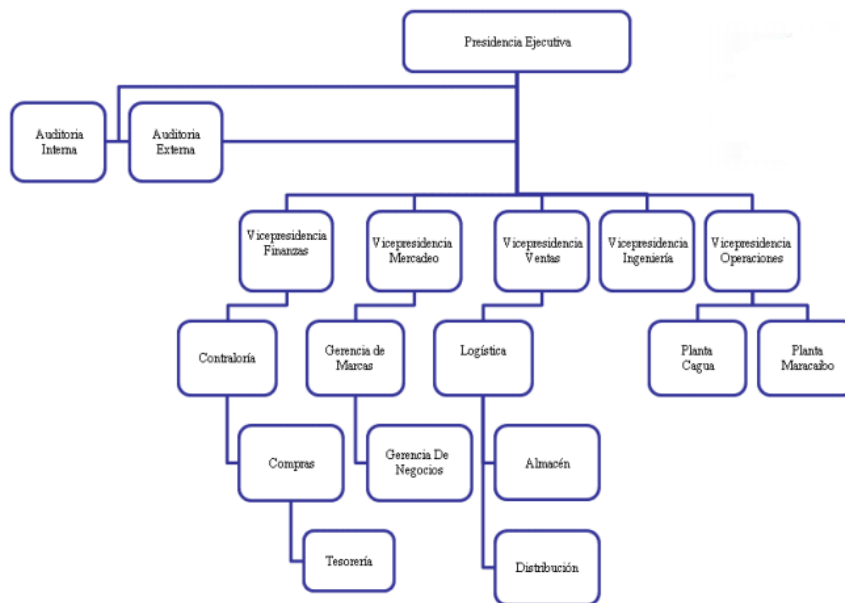 Presidencia Ejecutiva
Auditoria
Interna
Auditoria
Externa
Vicepresidencia
Finanzas
Vicepresidencia
Mercadeo
Vicepresidencia
Ventas
Vicepresidencia
Ingeniería
Vicepresidencia
Operaciones
Contraloría
Gerencia de
Marcas
Logística
Planta
Cagua
Planta
Maracaibo
Compras
Gerencia De
Negocios
Almacén
Tesorería
Distribución